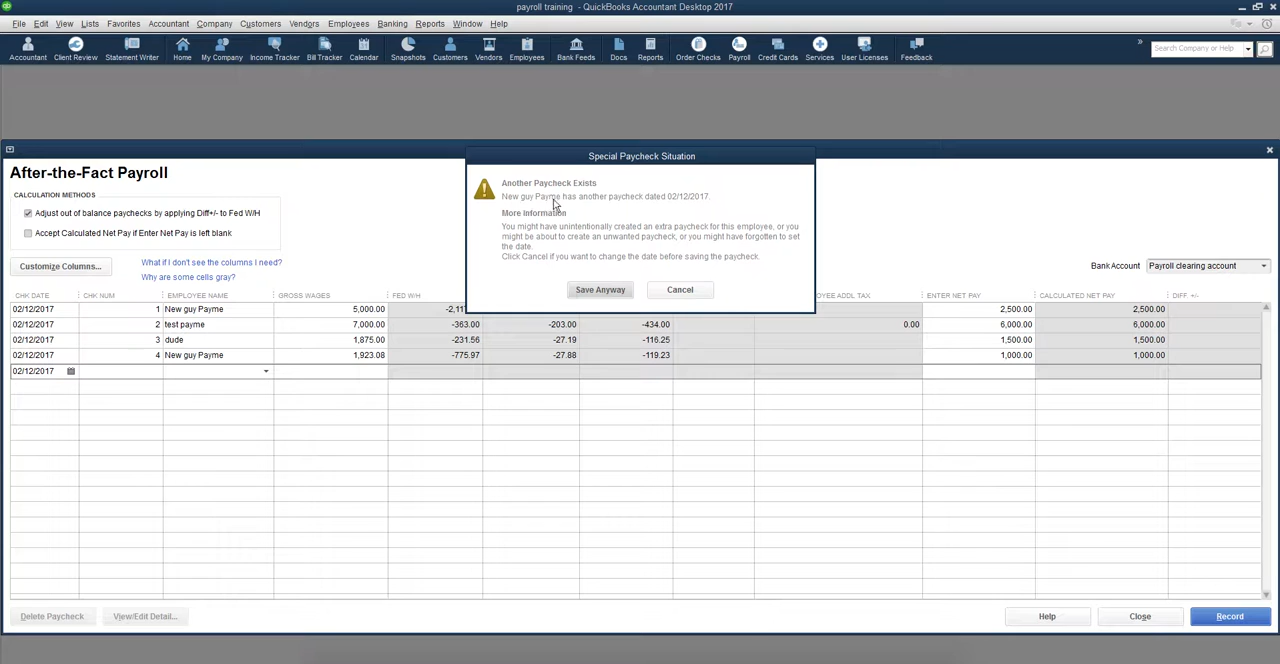 payroll training - QuickBooks Accountant Desktop 2017
File Edit View Lists Favorites Accountant Company Customers Vendors Employees Banking Reports Window Help
Accountant Client Review Statement Writer Home My Company Income Tracker Bill Tracker Calendar Snapshots Customers Vendors Employees Bank Feeds Docs Reports Order Checks Payroll Credit Cards Services User Licenses Feedback
Search Company or Help
After-the-Fact Payroll
CALCULATION METHODS
Adjust out of balance paychecks by applying Diff+/- to Fed W/H
Accept Calculated Net Pay if Enter Net Pay is left blank
Customize Columns...
What if I don't see the columns I need?
Why are some cells gray?
Bank Account Payroll clearing account
Special Paycheck Situation
Another Paycheck Exists
New guy Payme has another paycheck dated 02/12/2017.
More Information
You might have unintentionally created an extra paycheck for this employee, or you
might be about to create an unwanted paycheck, or you might have forgotten to set
the date.
Click Cancel if you want to change the date before saving the paycheck.
Save Anyway Cancel
CHK DATE CHK NUM EMPLOYEE NAME GROSS WAGES FED W/H OYEE ADDL TAX ENTER NET PAY CALCULATED NET PAY DIFF. +/-
02/12/2017 1 New guy Payme 5,000.00 -2,11 2,500.00 2,500.00
02/12/2017 2 test payme 7,000.00 -363.00 -203.00 -434.00 0.00 6,000.00 6,000.00
02/12/2017 3 dude 1,875.00 -231.56 -27.19 -116.25 1,500.00 1,500.00
02/12/2017 4 New guy Payme 1,923.08 -775.97 -27.88 -119.23 1,000.00 1,000.00
02/12/2017
Delete Paycheck View/Edit Detail... Help Close Record